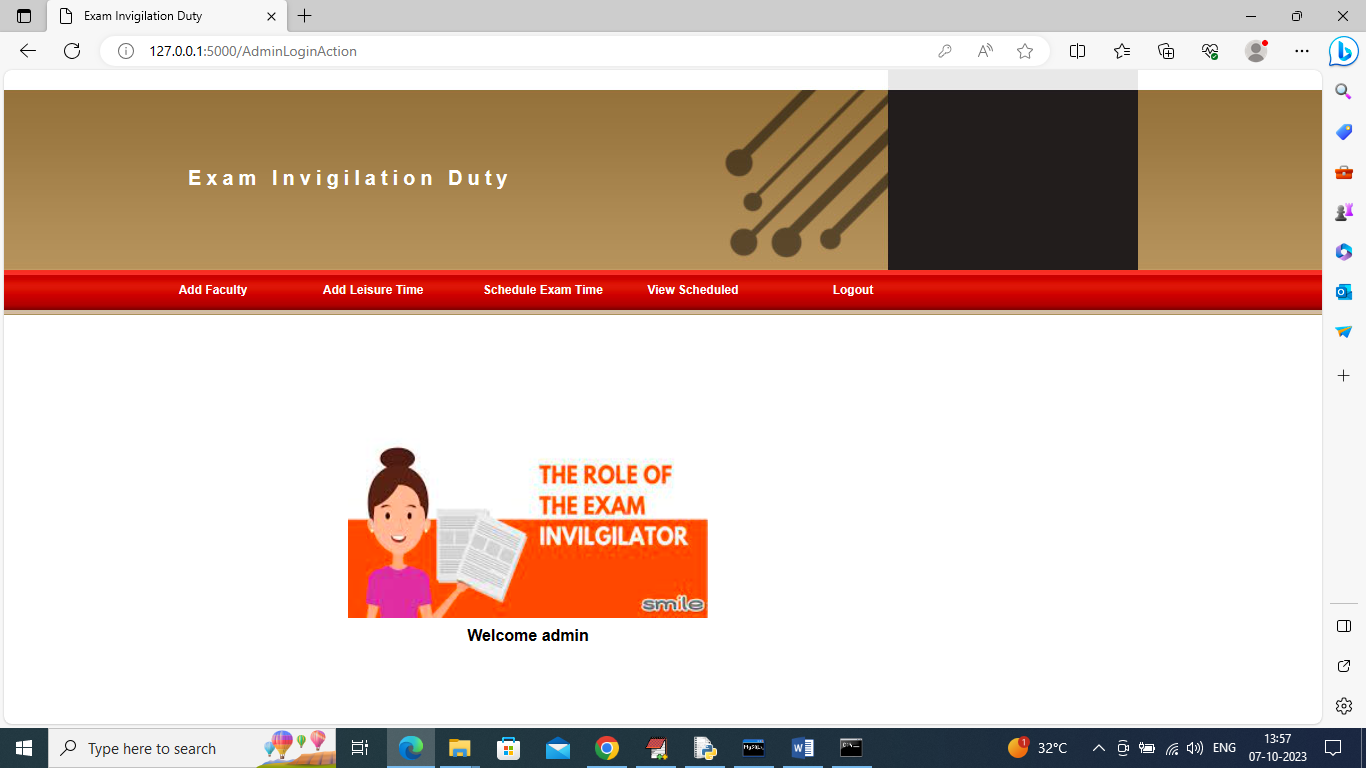 Exam Invigilation Duty
127.0.0.1:5000/AdminLoginAction
Exam Invigilation Duty
Add Faculty Add Leisure Time Schedule Exam Time View Scheduled Logout
THE ROLE OF
THE EXAM
INVILGILATOR
smile
Welcome admin
Type here to search
1
32°C
ENG
13:57
07-10-2023